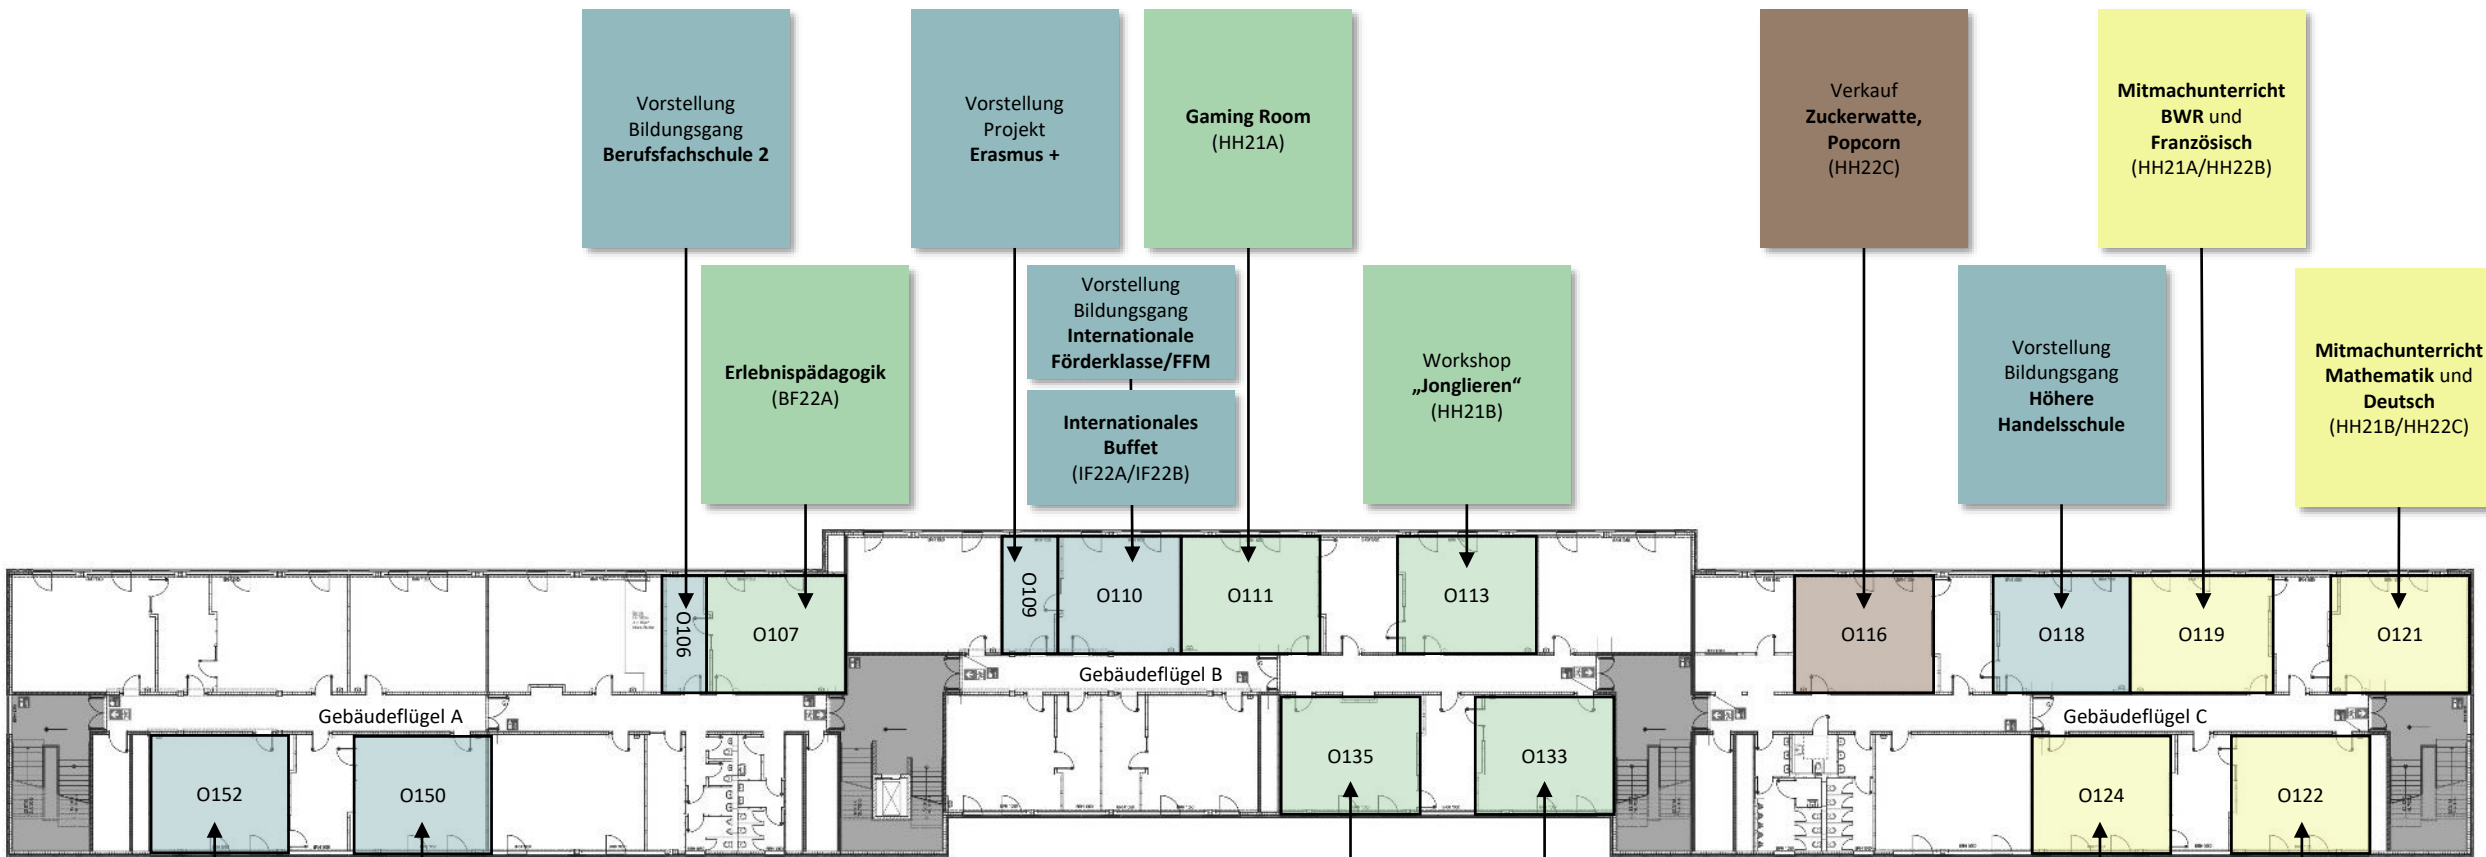 Vorstellung
Bildungsgang
Berufsfachschule 2
Vorstellung
Projekt
Erasmus +
Gaming Room
(HH21A)
Verkauf
Zuckerwatte,
Popcorn
(HH22C)
Mitmachunterricht
BWR und
Französisch
(HH21A/HH22B)
Erlebnispädagogik
(BF22A)
Vorstellung
Bildungsgang
Internationale
Förderklasse/FFM
Internationales
Buffet
(IF22A/IF22B)
Workshop
„Jonglieren“
(HH21B)
Vorstellung
Bildungsgang
Höhere
Handelsschule
Mitmachunterricht
Mathematik und
Deutsch
(HH21B/HH22C)
O106
O107
O109
O110
O111
O113
O116
O118
O119
O121
Gebäudeflügel A
Gebäudeflügel B
Gebäudeflügel C
O152
O150
O135
O133
O124
O122